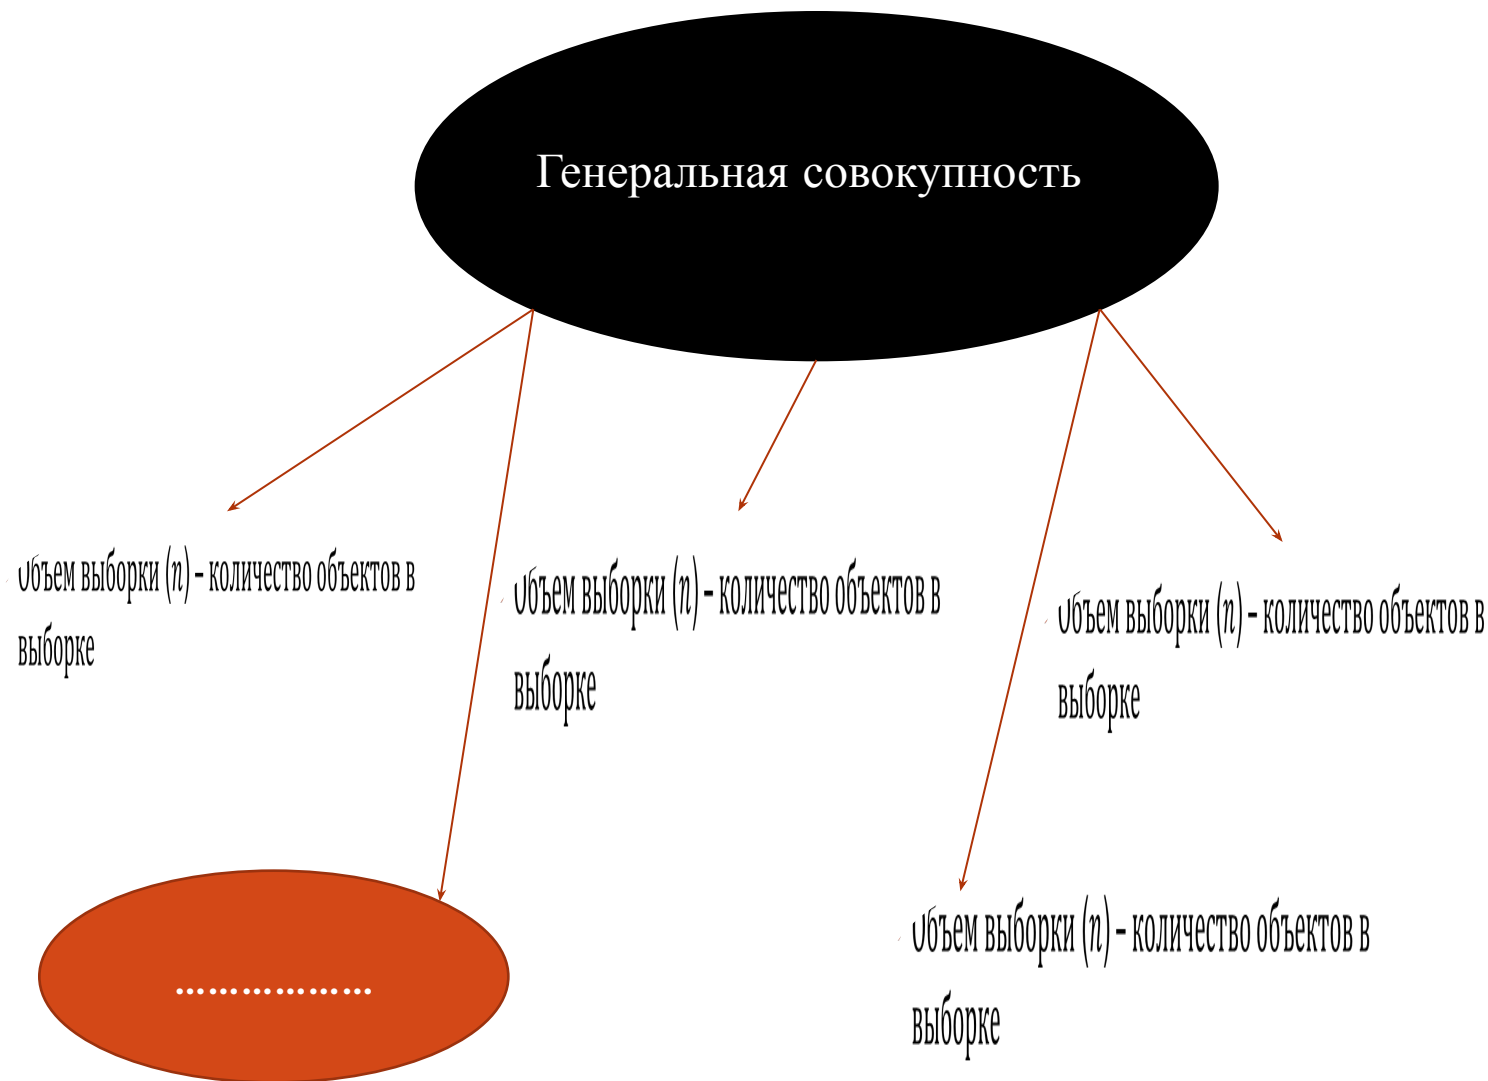 Генеральная совокупность
Объем выборки (n) – количество объектов в
выборке
Объем выборки (n) – количество объектов в
выборке
Объем выборки (n) – количество объектов в
выборке
Объем выборки (n) – количество объектов в
выборке
………………